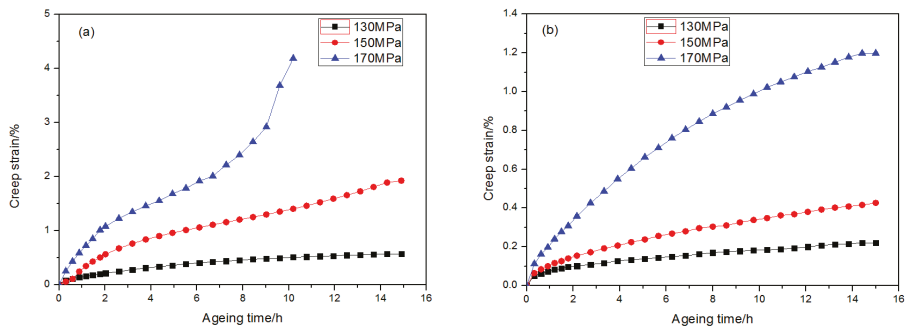 (a)
130MPa
150MPa
170MPa
Creep strain/%
5
4
3
2
1
0
0 2 4 6 8 10 12 14 16
Ageing time/h
(b)
130MPa
150MPa
170MPa
Creep strain/%
1.4
1.2
1.0
0.8
0.6
0.4
0.2
0.0
0 2 4 6 8 10 12 14 16
Ageing time/h